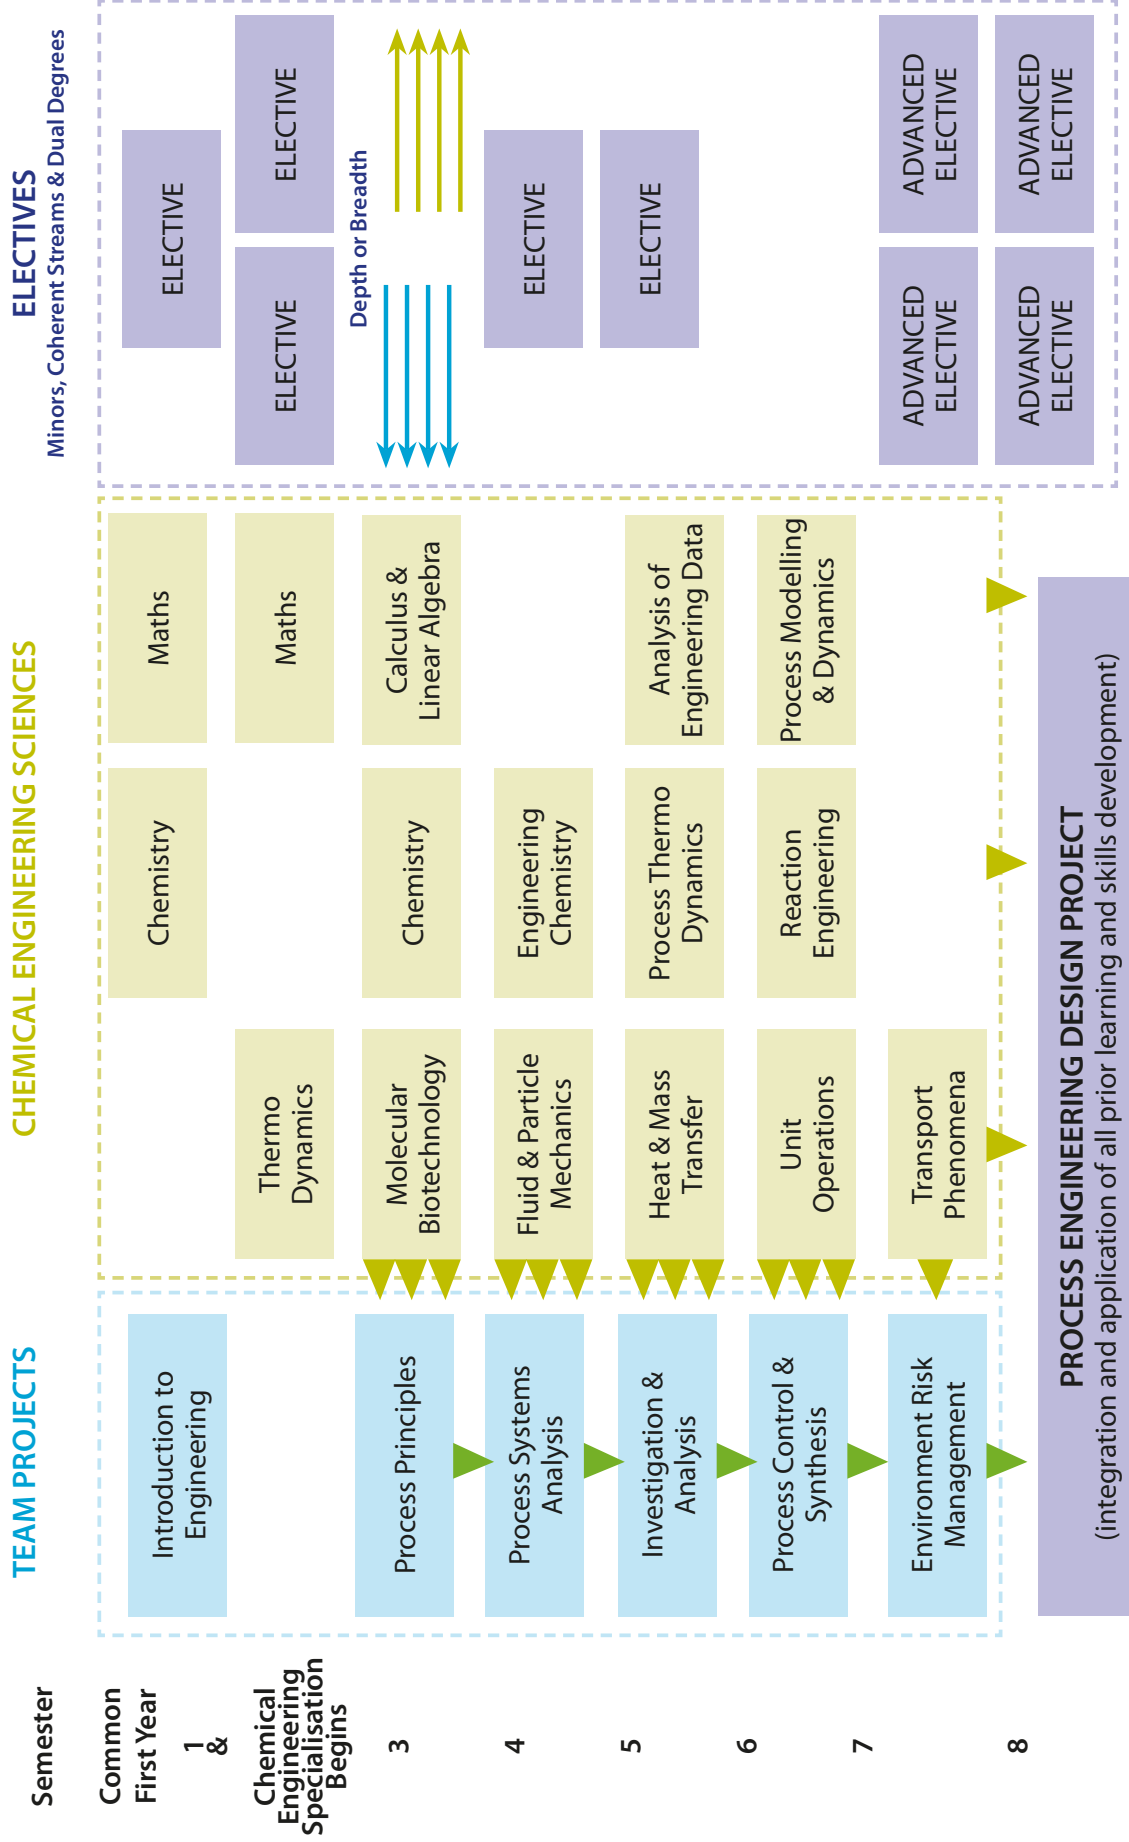 Semester
TEAM PROJECTS
CHEMICAL ENGINEERING SCIENCES
ELECTIVES
Minors, Coherent Streams & Dual Degrees
Common
First Year
1
&
Introduction to
Engineering
Chemistry
Maths
ELECTIVE
Chemical
Engineering
Specialisation
Begins
Thermo
Dynamics
Maths
ELECTIVE
ELECTIVE
3
Process Principles
Molecular
Biotechnology
Chemistry
Calculus &
Linear Algebra
Depth or Breadth
4
Process Systems
Analysis
Fluid & Particle
Mechanics
Engineering
Chemistry
ELECTIVE
5
Investigation &
Analysis
Heat & Mass
Transfer
Process Thermo
Dynamics
Analysis of
Engineering Data
ELECTIVE
6
Process Control &
Synthesis
Unit
Operations
Reaction
Engineering
Process Modelling
& Dynamics
7
Environment Risk
Management
Transport
Phenomena
ADVANCED
ELECTIVE
ADVANCED
ELECTIVE
8
PROCESS ENGINEERING DESIGN PROJECT
(integration and application of all prior learning and skills development)
ADVANCED
ELECTIVE
ADVANCED
ELECTIVE